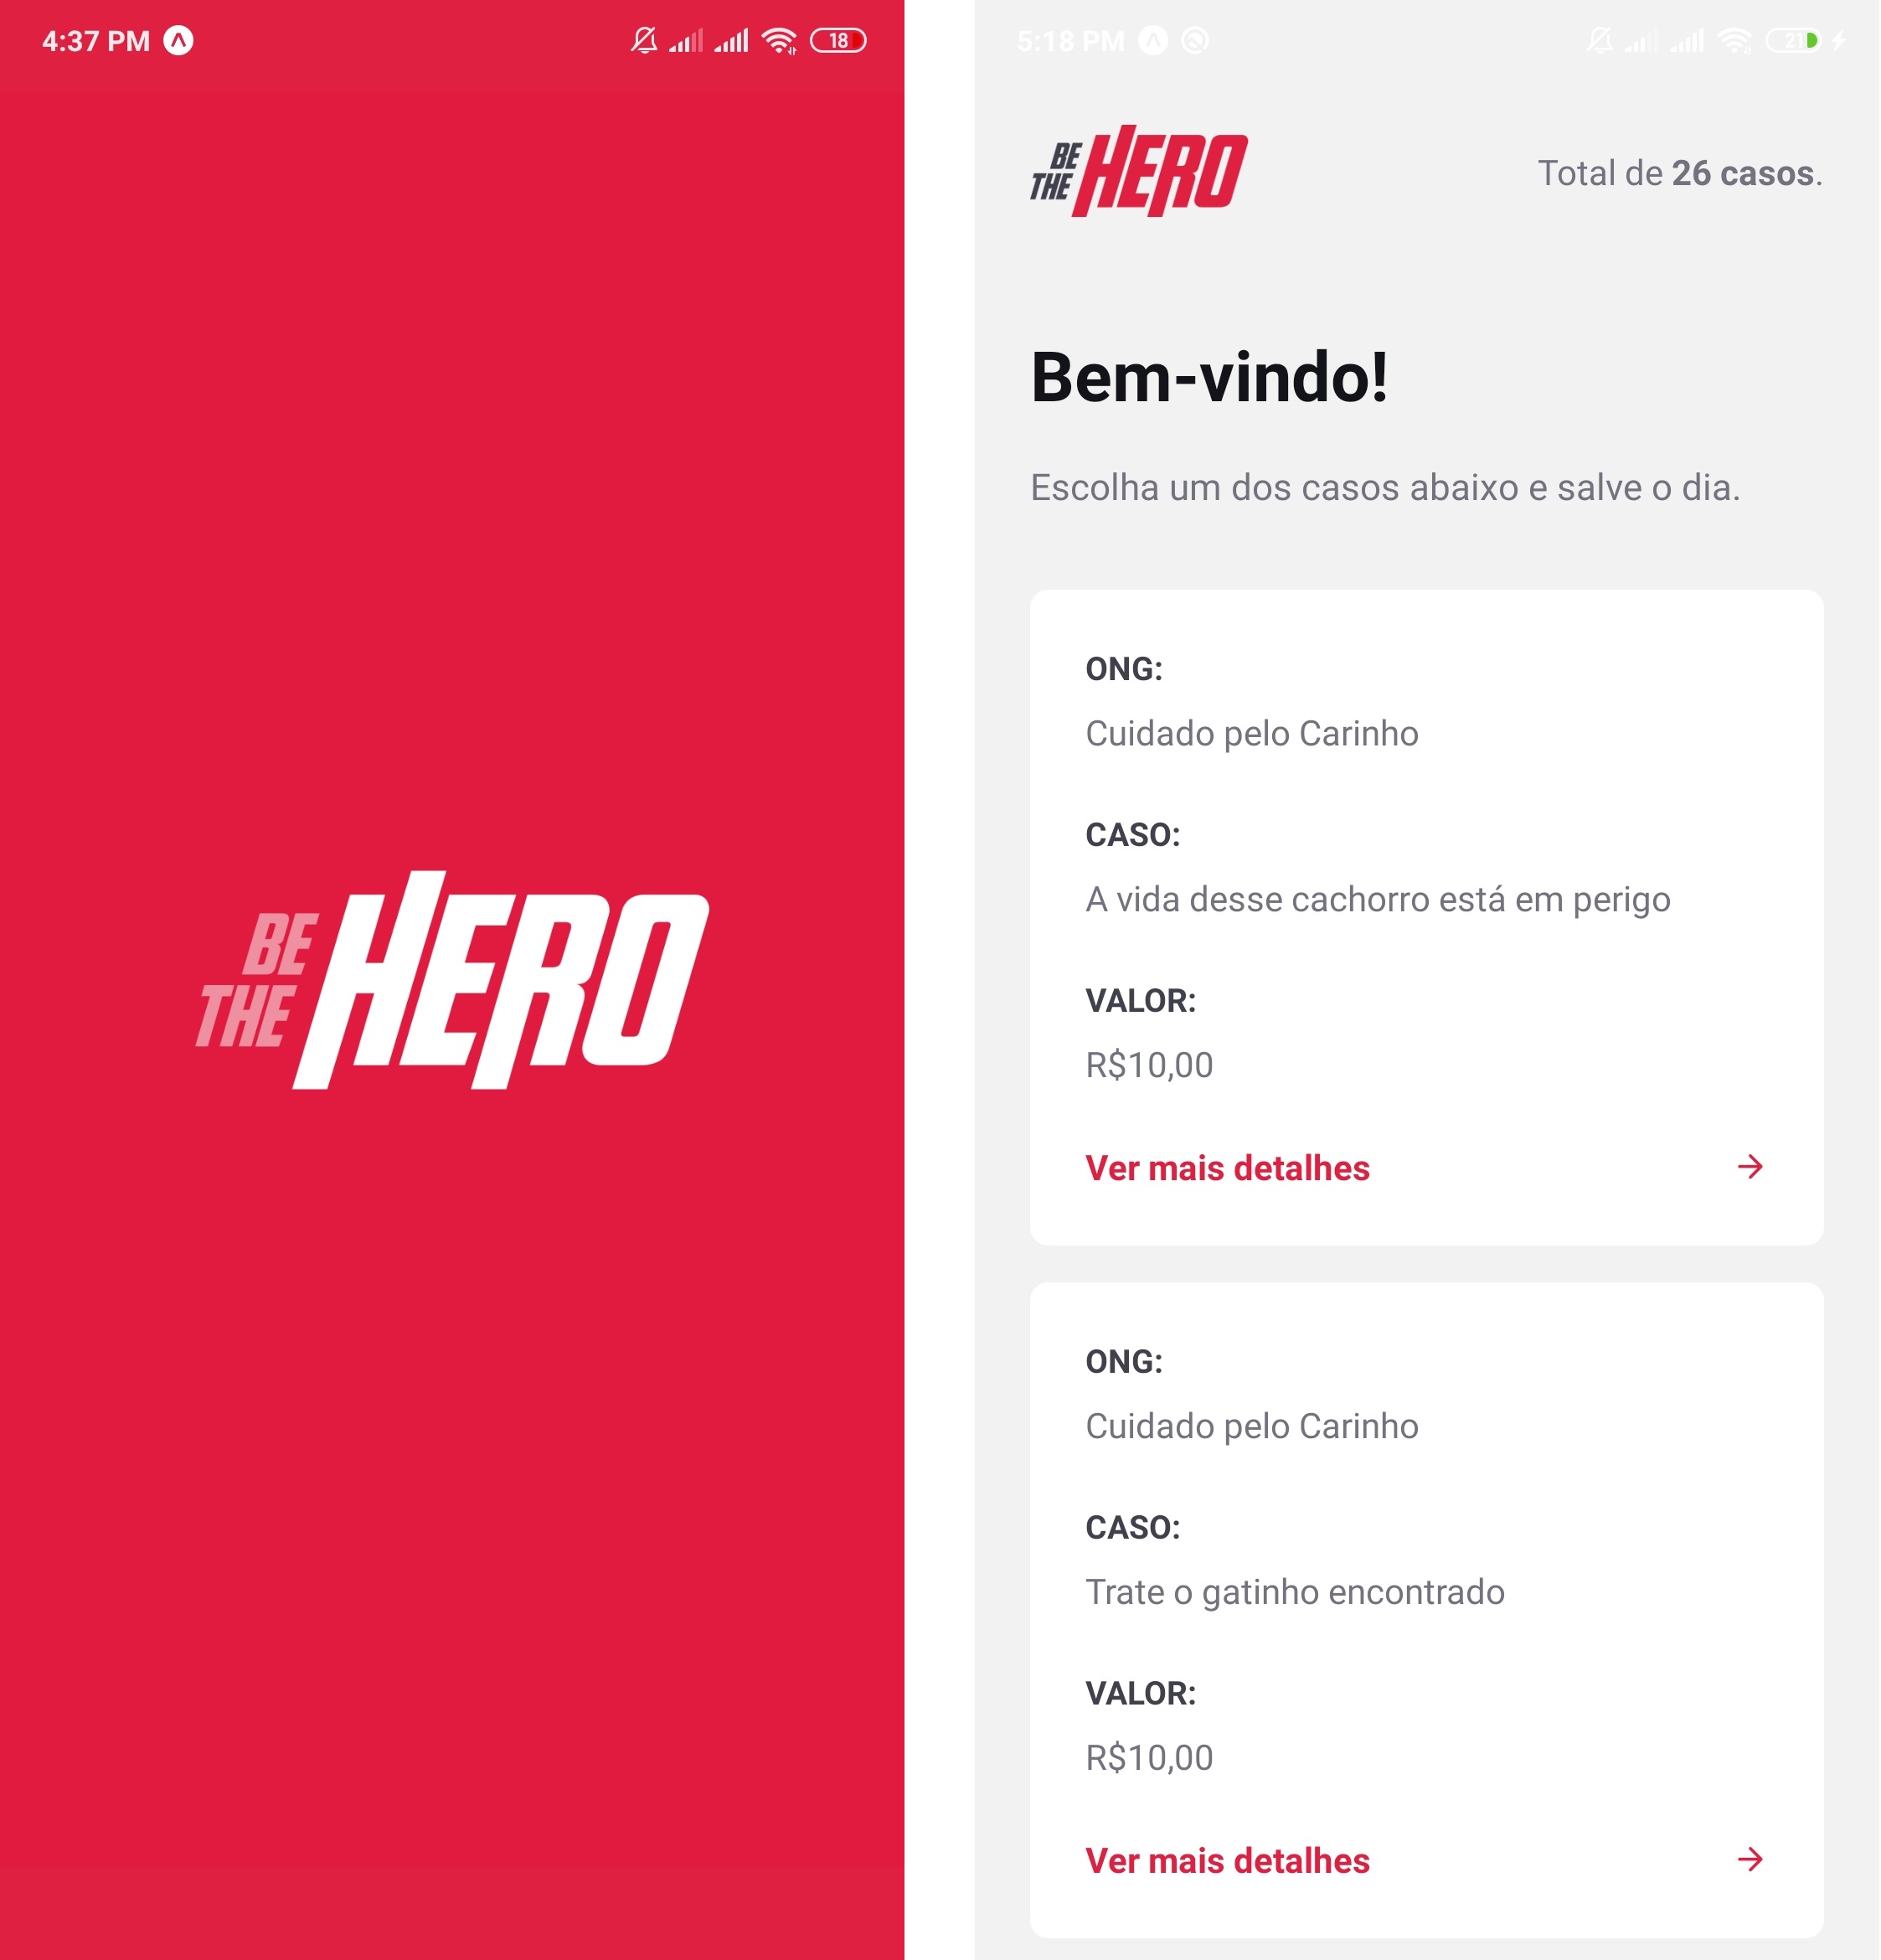 4:37 PM
18
BE
THE HERO
5:18 PM
21
BE
THE HERO
Total de 26 casos.
Bem-vindo!
Escolha um dos casos abaixo e salve o dia.
ONG:
Cuidado pelo Carinho
CASO:
A vida desse cachorro está em perigo
VALOR:
R$10,00
Ver mais detalhes
ONG:
Cuidado pelo Carinho
CASO:
Trate o gatinho encontrado
VALOR:
R$10,00
Ver mais detalhes